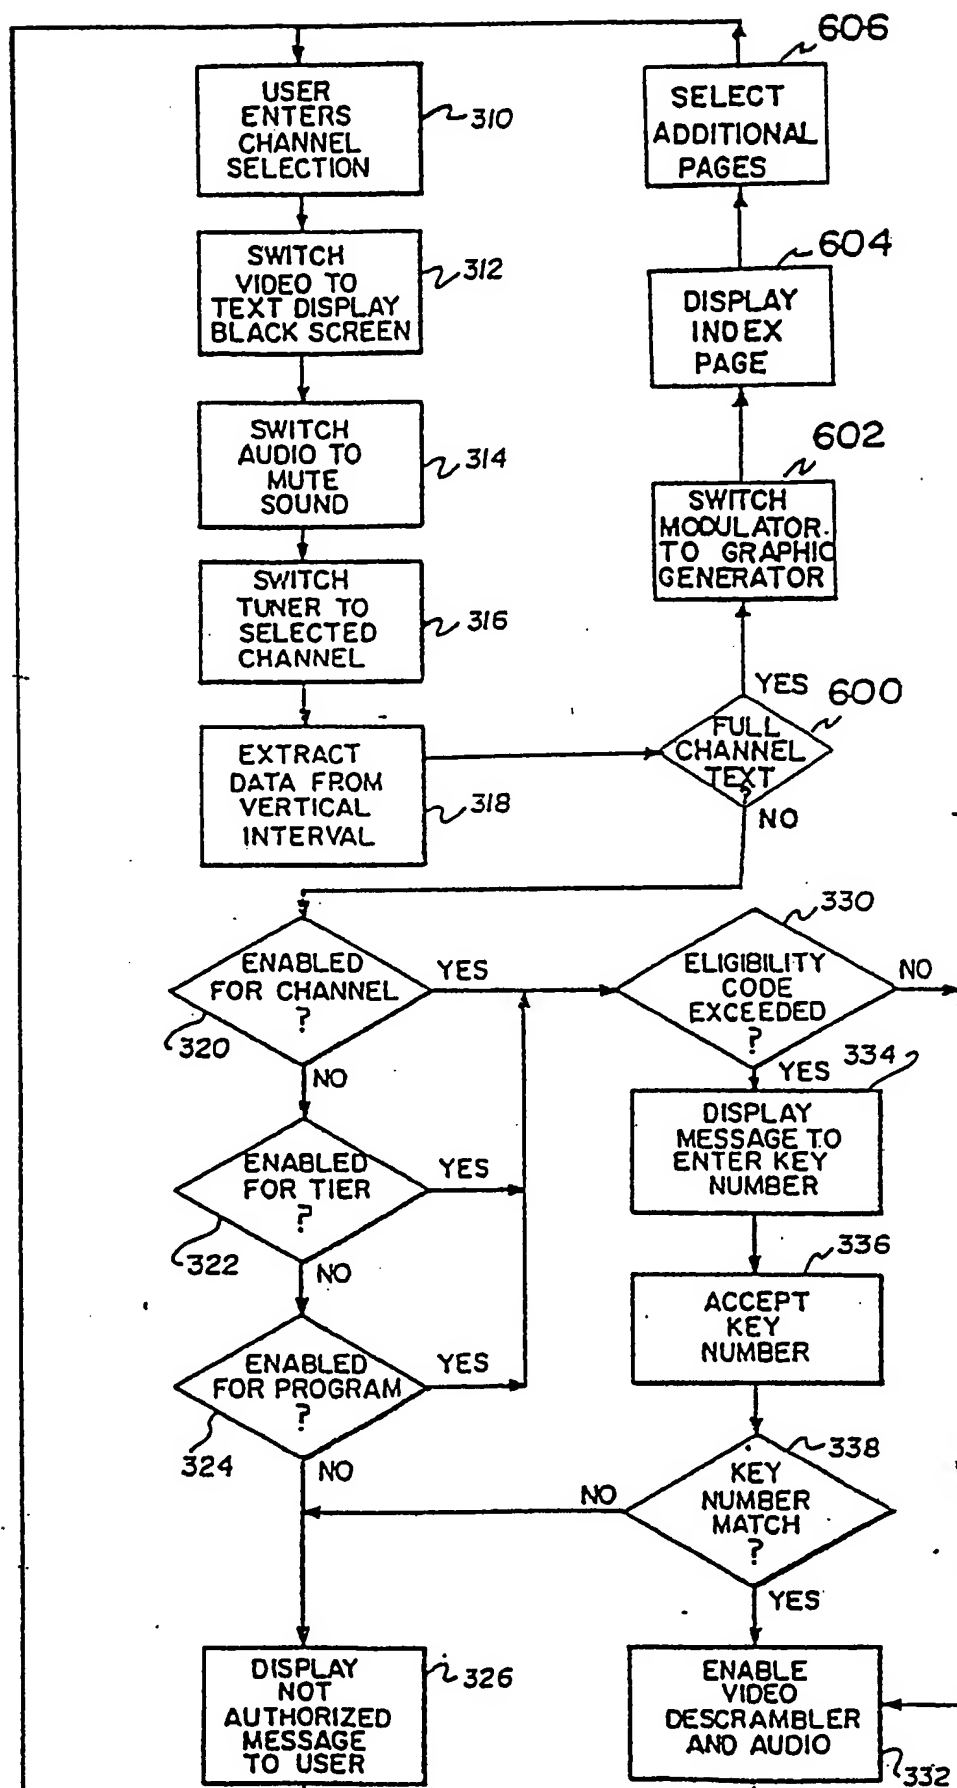 USER
ENTERS
CHANNEL
SELECTION
310
SWITCH
VIDEO TO
TEXT DISPLAY
BLACK SCREEN
312
SWITCH
AUDIO TO
MUTE
SOUND
314
SWITCH
TUNER TO
SELECTED
CHANNEL
316
EXTRACT
DATA FROM
VERTICAL
INTERVAL
318
606
SELECT
ADDITIONAL
PAGES
604
DISPLAY
INDEX
PAGE
602
SWITCH
MODULATOR
TO GRAPHIC
GENERATOR
YES
600
FULL
CHANNEL
TEXT
?
NO
ENABLED
FOR CHANNEL
?
YES
320
NO
ENABLED
FOR TIER
?
YES
322
NO
ENABLED
FOR PROGRAM
?
YES
324
NO
330
ELIGIBILITY
CODE
EXCEEDED
?
NO
YES
334
DISPLAY
MESSAGE TO
ENTER KEY
NUMBER
336
ACCEPT
KEY
NUMBER
338
KEY
NUMBER
MATCH
?
NO
YES
DISPLAY
NOT
AUTHORIZED
MESSAGE
TO USER
326
ENABLE
VIDEO
DESCRAMBLER
AND AUDIO
332